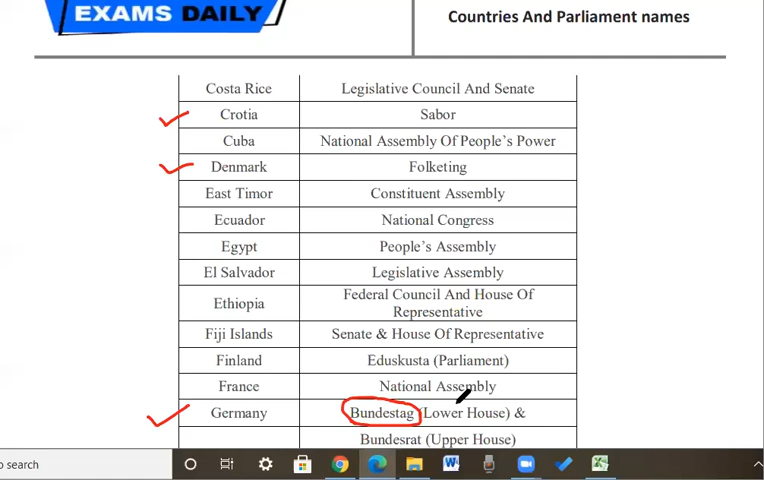 EXAMS DAILY
Countries And Parliament names
Costa Rice Legislative Council And Senate
Crotia Sabor
Cuba National Assembly Of People's Power
Denmark Folketing
East Timor Constituent Assembly
Ecuador National Congress
Egypt People's Assembly
El Salvador Legislative Assembly
Ethiopia Federal Council And House Of
Representative
Fiji Islands Senate & House Of Representative
Finland Eduskusta (Parliament)
France National Assembly
Germany Bundestag (Lower House) &
Bundesrat (Upper House)
o search